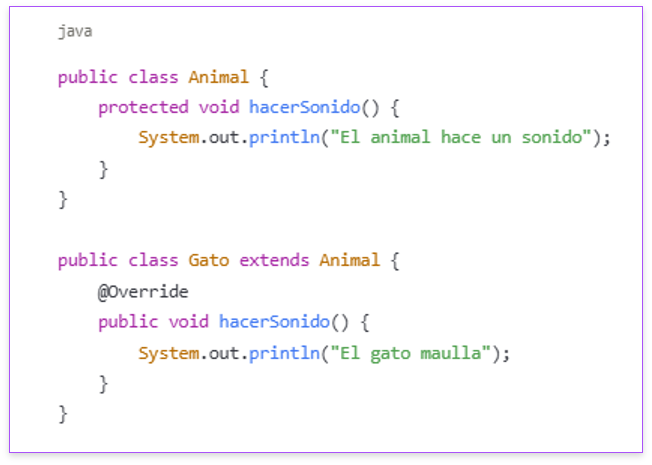 java
public class Animal {
    protected void hacerSonido() {
        System.out.println("El animal hace un sonido");
    }
}
public class Gato extends Animal {
    @Override
    public void hacerSonido() {
        System.out.println("El gato maulla");
    }
}